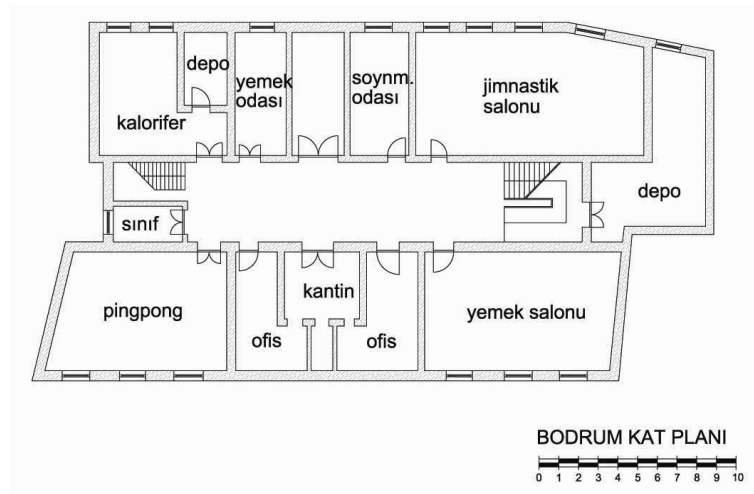 depo
yemek
odası
soynm.
odası
jimnastik
salonu
kalorifer
depo
sınıf
pingpong
kantin
yemek salonu
ofis
ofis
BODRUM KAT PLANI
0 1 2 3 4 5 6 7 8 9 10